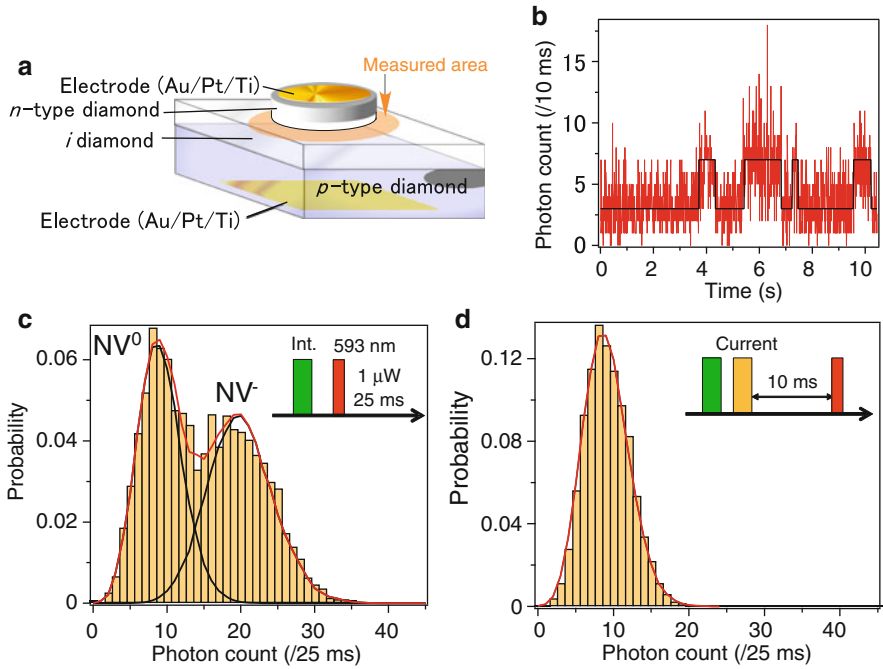 a
Electrode (Au/Pt/Ti)
Measured area
n-type diamond
i diamond
p-type diamond
Electrode (Au/Pt/Ti)
b
Photon count (/10 ms)
15
10
5
0
0 2 4 6 8 10
Time (s)
c
NV⁰
NV⁻
Int. 593 nm
1 μW
25 ms
Probability
0.06
0.04
0.02
0
0 10 20 30 40
Photon count (/25 ms)
d
Current
10 ms
Probability
0.12
0.08
0.04
0
0 10 20 30 40
Photon count (/25 ms)